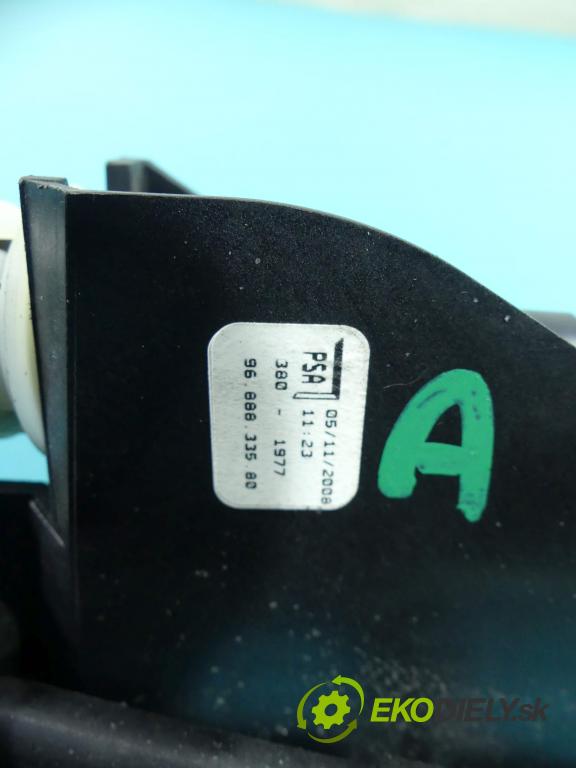 PSA 05/11/2008
11:23
380 - 1977
96.888.335.80
A
EKODIELY.sk